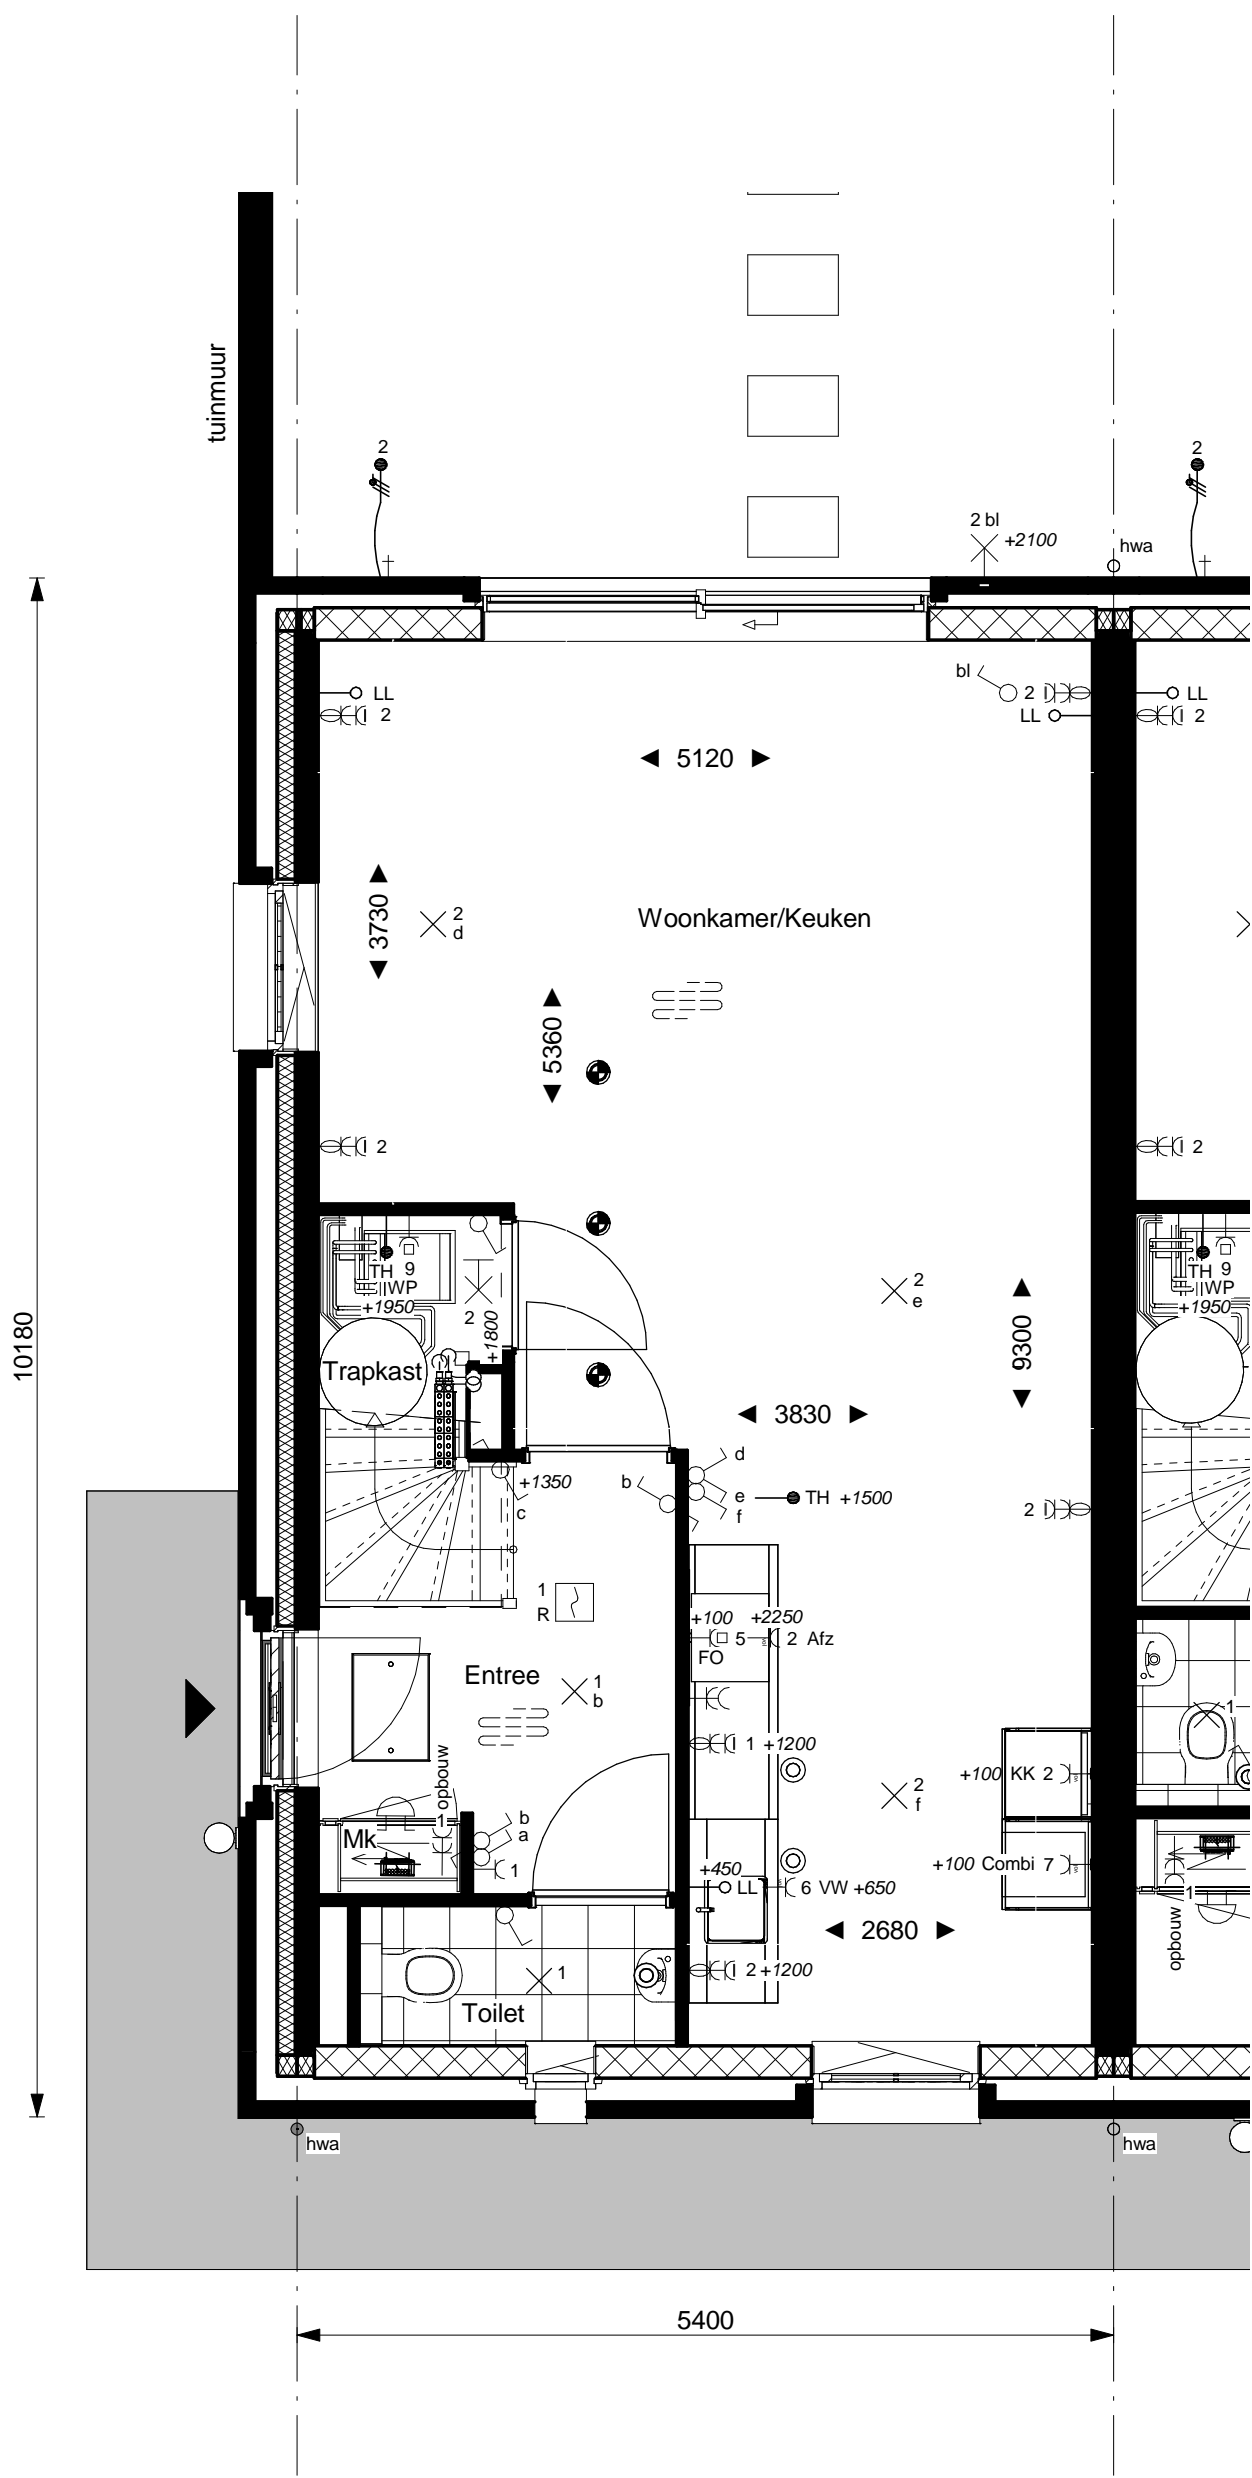 tuinmuur
2
2
2 bl
+2100
hwa
LL
2
bl
2
LL
LL
2
5120
3730
2
d
Woonkamer/Keuken
5360
2
2
TH
9
WP
+1950
2
+1800
2
e
TH
9
WP
+1950
10180
9300
Trapkast
3830
d
+1350
b
e
TH
+1500
f
c
2
1
R
+100
+2250
5
2 Afz
FO
Entree
1
b
1
opbouw
1
1 +1200
+100 KK 2
2
f
b
a
Mk
1
+100 Combi 7
+450
LL
6 VW +650
1
2680
opbouw
1
2 +1200
Toilet
hwa
hwa
5400